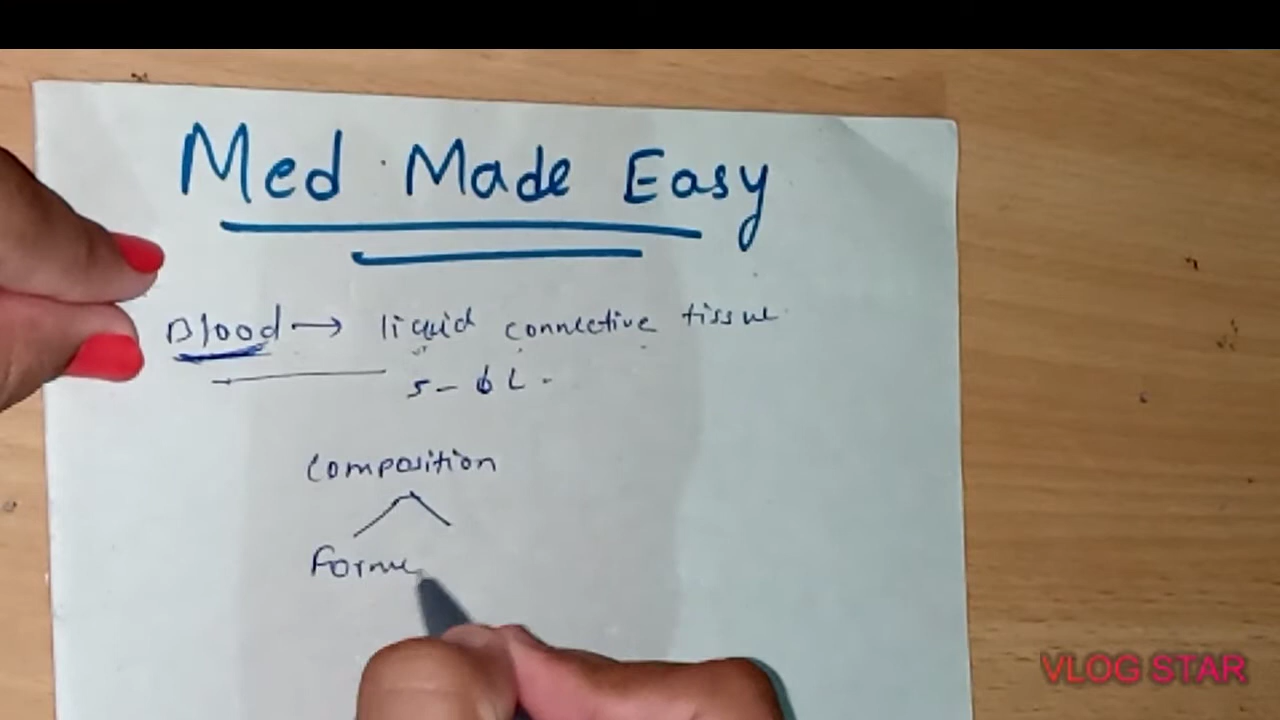 Med Made Easy
Blood → liquid connective tissue
5-6 L.
Composition
Forme
VLOG STAR